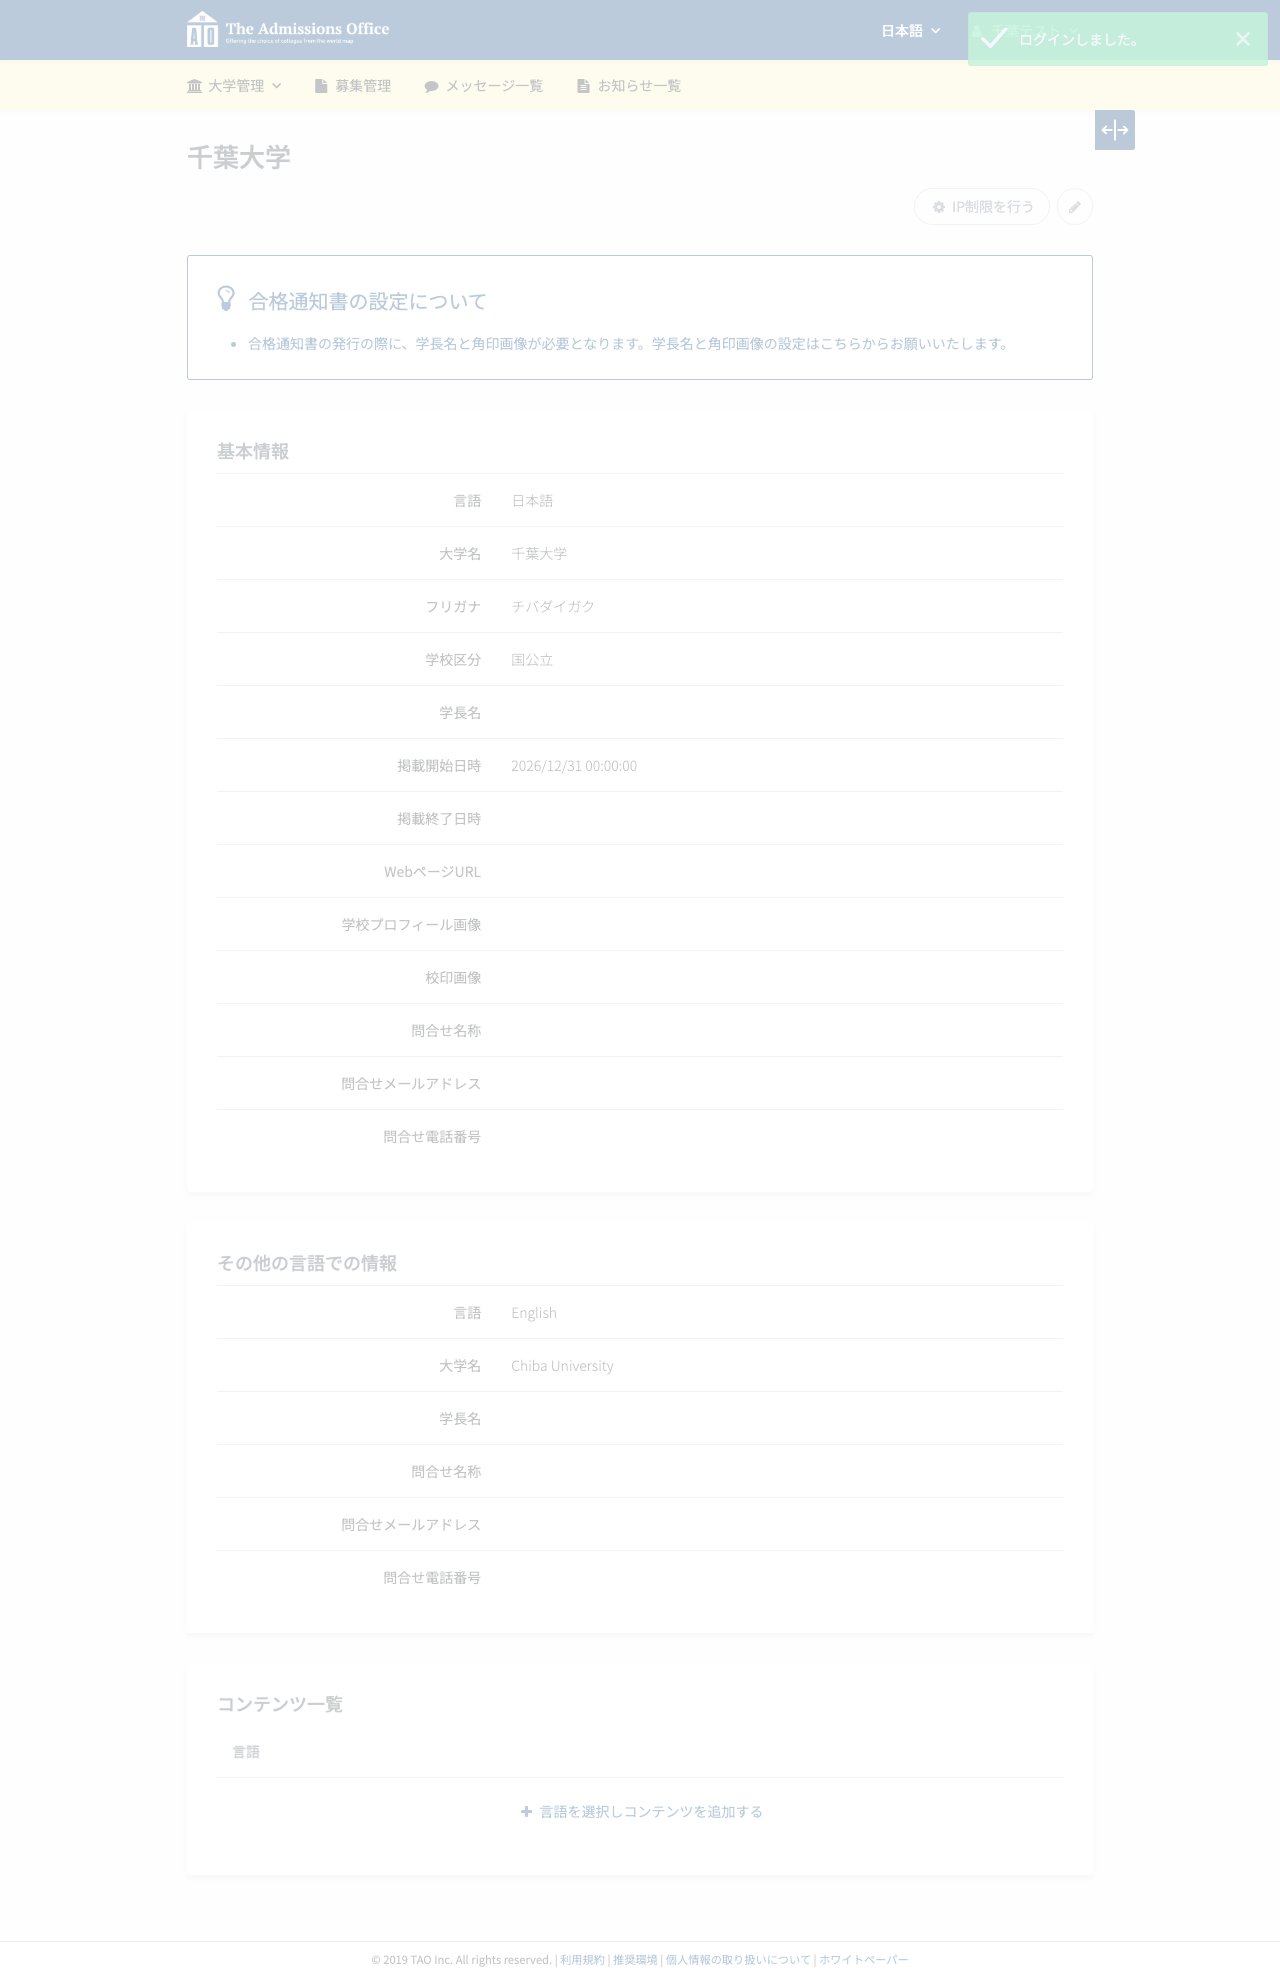 The Admissions Office
Offering the choice of colleges from the world map
日本語
ログインしました。
大学管理
募集管理
メッセージ一覧
お知らせ一覧
千葉大学
IP制限を行う
合格通知書の設定について
合格通知書の発行の際に、学長名と角印画像が必要となります。学長名と角印画像の設定はこちらからお願いいたします。
基本情報
言語 日本語
大学名 千葉大学
フリガナ チバダイガク
学校区分 国公立
学長名
掲載開始日時 2026/12/31 00:00:00
掲載終了日時
WebページURL
学校プロフィール画像
校印画像
問合せ名称
問合せメールアドレス
問合せ電話番号
その他の言語での情報
言語 English
大学名 Chiba University
学長名
問合せ名称
問合せメールアドレス
問合せ電話番号
コンテンツ一覧
言語
言語を選択しコンテンツを追加する
© 2019 TAO Inc. All rights reserved. | 利用規約 | 推奨環境 | 個人情報の取り扱いについて | ホワイトペーパー